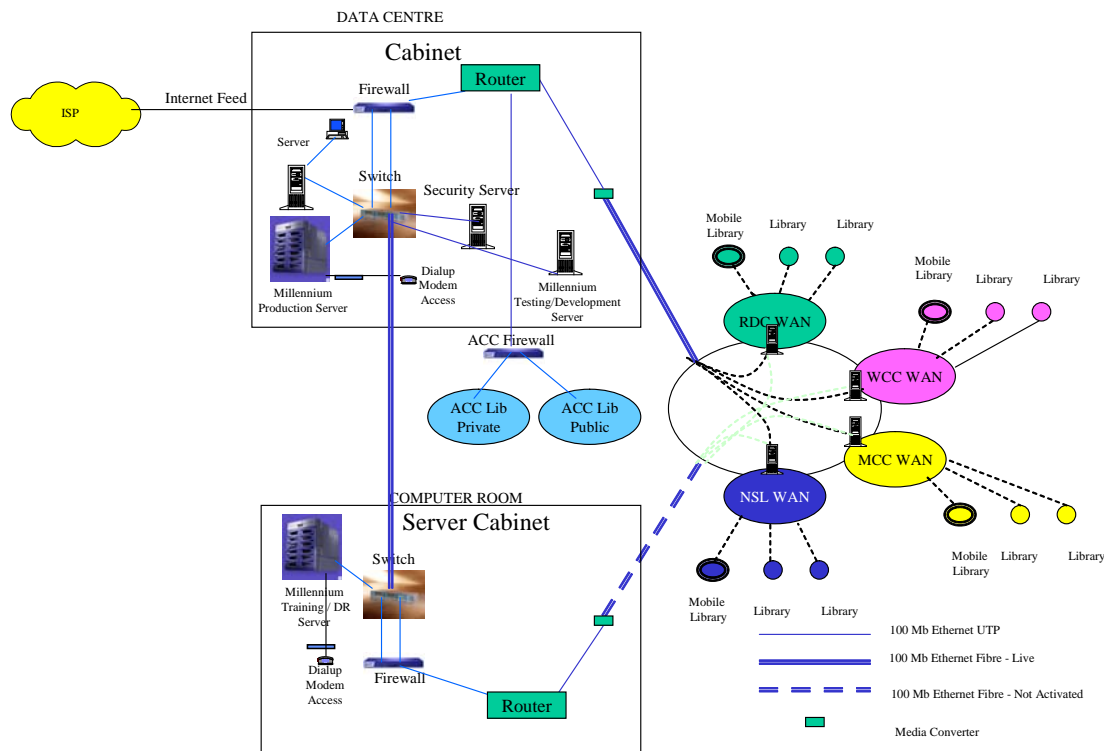 DATA CENTRE
Cabinet
Router
Firewall
Internet Feed
ISP
Server
Switch
Security Server
Dialup
Modem
Access
Millennium
Production Server
Millennium
Testing/Development
Server
ACC Firewall
ACC Lib
Private
ACC Lib
Public
Mobile
Library
Library
Library
RDC WAN
Mobile
Library
Library
Library
WCC WAN
MCC WAN
Mobile
Library
Library
Library
NSL WAN
Mobile
Library
Library
Library
COMPUTER ROOM
Server Cabinet
Switch
Millennium
Training / DR
Server
Dialup
Modem
Access
Firewall
Router
100 Mb Ethernet UTP
100 Mb Ethernet Fibre - Live
100 Mb Ethernet Fibre - Not Activated
Media Converter